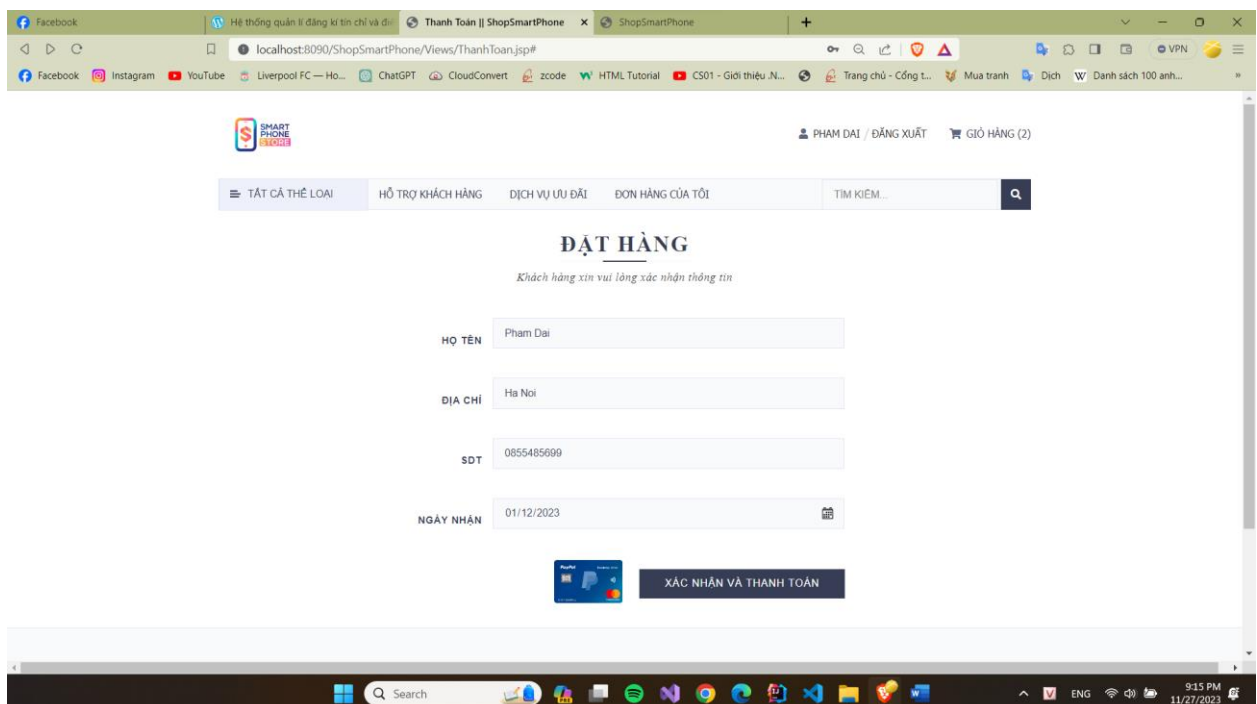 Facebook
Hệ thống quản lí đăng kí tín chỉ và đi
Thanh Toán || ShopSmartPhone
ShopSmartPhone
localhost:8090/ShopSmartPhone/Views/ThanhToan.jsp#
VPN
Facebook Instagram YouTube Liverpool FC — Ho... ChatGPT CloudConvert zcode HTML Tutorial CS01 - Giới thiệu .N... Trang chủ - Cổng t... Mua tranh Dịch Danh sách 100 anh... »
SMART
PHONE
STORE
PHAM DAI / ĐĂNG XUẤT GIỎ HÀNG (2)
TẤT CẢ THỂ LOẠI HỖ TRỢ KHÁCH HÀNG DỊCH VỤ ƯU ĐÃI ĐƠN HÀNG CỦA TÔI TÌM KIẾM...
ĐẶT HÀNG
Khách hàng xin vui lòng xác nhận thông tin
HỌ TÊN Pham Dai
ĐỊA CHỈ Ha Noi
SDT 0855485699
NGÀY NHẬN 01/12/2023
PayPal
XÁC NHẬN VÀ THANH TOÁN
Search
ENG
9:15 PM
11/27/2023